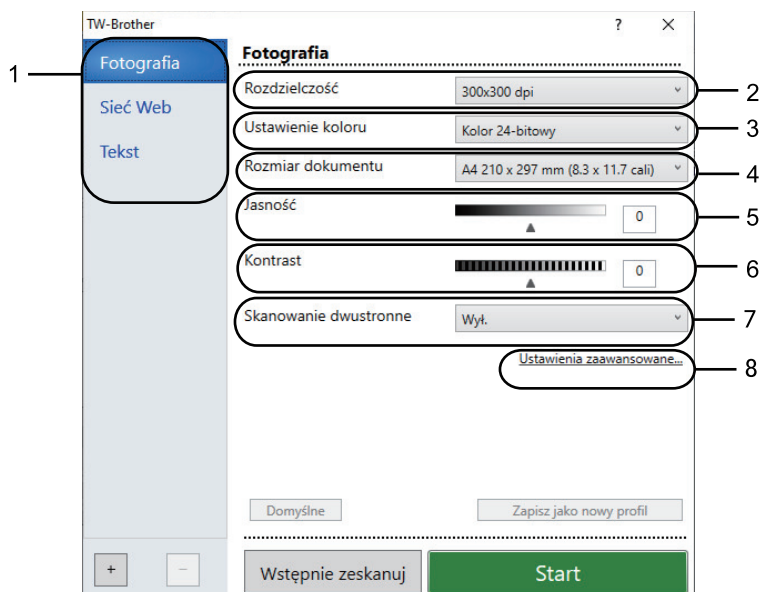 TW-Brother ? ×
Fotografia
Sieć Web
Tekst
1
Fotografia
Rozdzielczość 300x300 dpi 2
Ustawienie koloru Kolor 24-bitowy 3
Rozmiar dokumentu A4 210 x 297 mm (8.3 x 11.7 cali) 4
Jasność 0 5
Kontrast 0 6
Skanowanie dwustronne Wył. 7
Ustawienia zaawansowane... 8
Domyślne Zapisz jako nowy profil
+ − Wstępnie zeskanuj Start